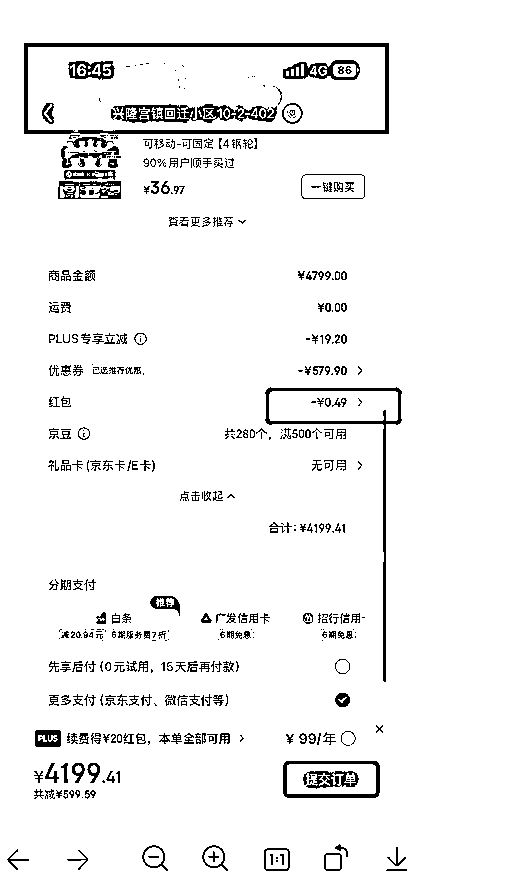 16:45 4G 86
兴隆宫镇回迁小区10-2-402
可移动-可固定【4钢轮】
90%用户顺手买过
¥36.97 一键购买
查看更多推荐
商品金额 ¥4799.00
运费 ¥0.00
PLUS专享立减 -¥19.20
优惠券 已选推荐优惠, -¥579.90
红包 -¥0.49
京豆 共280个，满500个可用
礼品卡(京东卡/E卡) 无可用
点击收起
合计:¥4199.41
分期支付
推荐
白条 广发信用卡 招行信用
减20.94元 6期服务费7折 6期免息 6期免息
先享后付(0元试用，15天后再付款)
更多支付(京东支付、微信支付等)
PLUS 续费得¥20红包，本单全部可用 ¥99/年
¥4199.41 提交订单
共减¥599.59
1:1